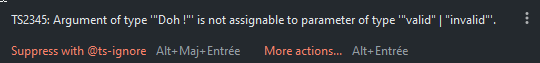 TS2345: Argument of type '"Doh !"' is not assignable to parameter of type '"valid" | "invalid"'.
Suppress with @ts-ignore Alt+Maj+Entrée More actions... Alt+Entrée